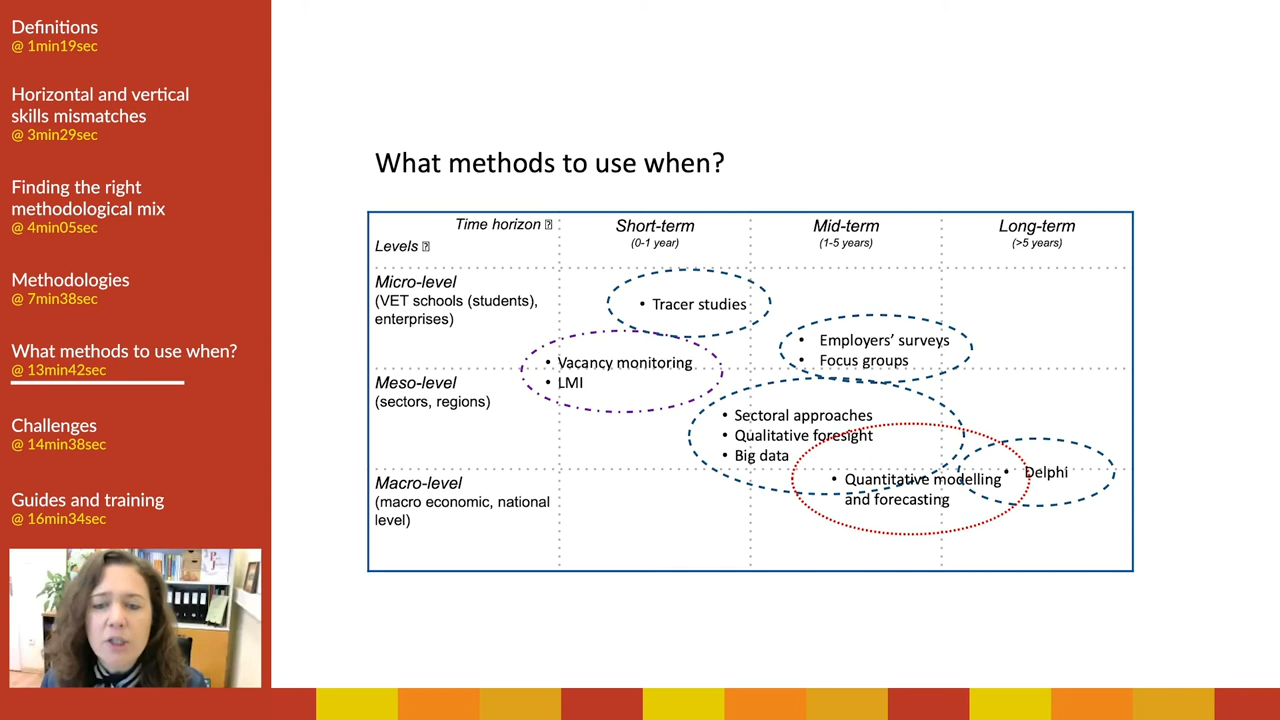 Definitions
@ 1min19sec
Horizontal and vertical
skills mismatches
@ 3min29sec
Finding the right
methodological mix
@ 4min05sec
Methodologies
@ 7min38sec
What methods to use when?
@ 13min42sec
Challenges
@ 14min38sec
Guides and training
@ 16min34sec
What methods to use when?
Time horizon
Levels
Short-term
(0-1 year)
Mid-term
(1-5 years)
Long-term
(>5 years)
Micro-level
(VET schools (students),
enterprises)
• Tracer studies
• Employers’ surveys
• Focus groups
• Vacancy monitoring
• LMI
Meso-level
(sectors, regions)
• Sectoral approaches
• Qualitative foresight
• Big data
Macro-level
(macro economic, national
level)
• Quantitative modelling
and forecasting
• Delphi